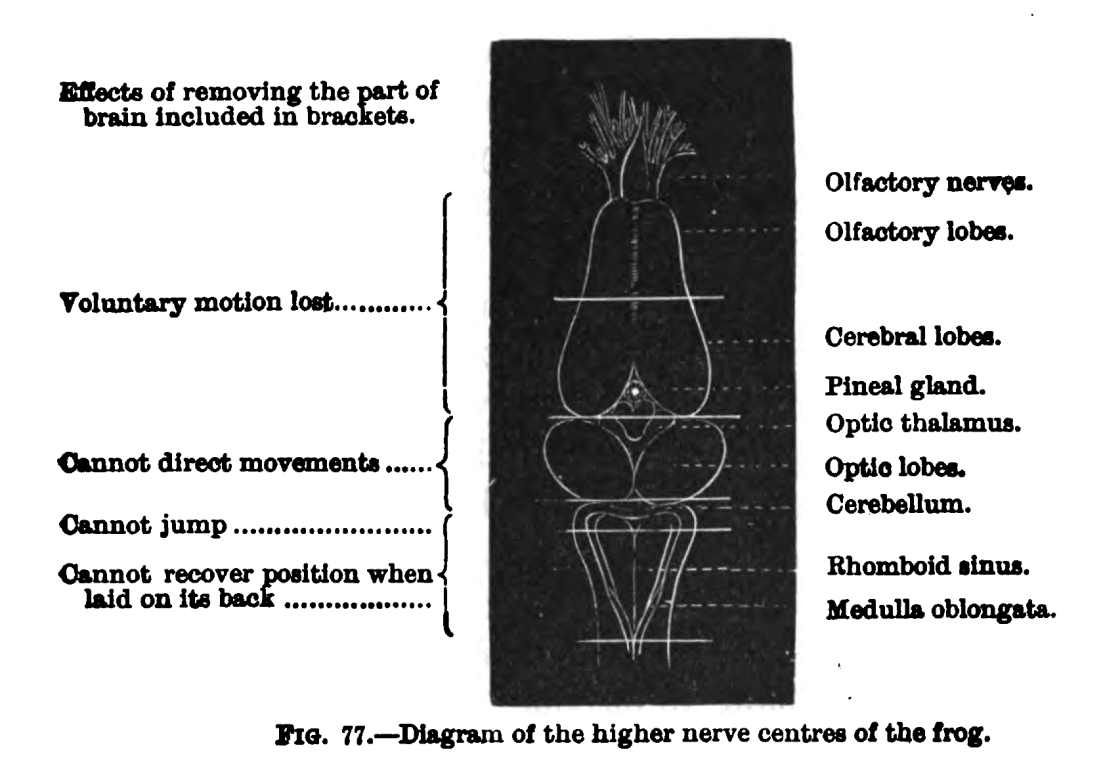 Effects of removing the part of
brain included in brackets.
Voluntary motion lost.............
Cannot direct movements ......
Cannot jump ........................
Cannot recover position when
laid on its back ...................
Olfactory nerves.
Olfactory lobes.
Cerebral lobes.
Pineal gland.
Optic thalamus.
Optic lobes.
Cerebellum.
Rhomboid sinus.
Medulla oblongata.
FIG. 77.—Diagram of the higher nerve centres of the frog.